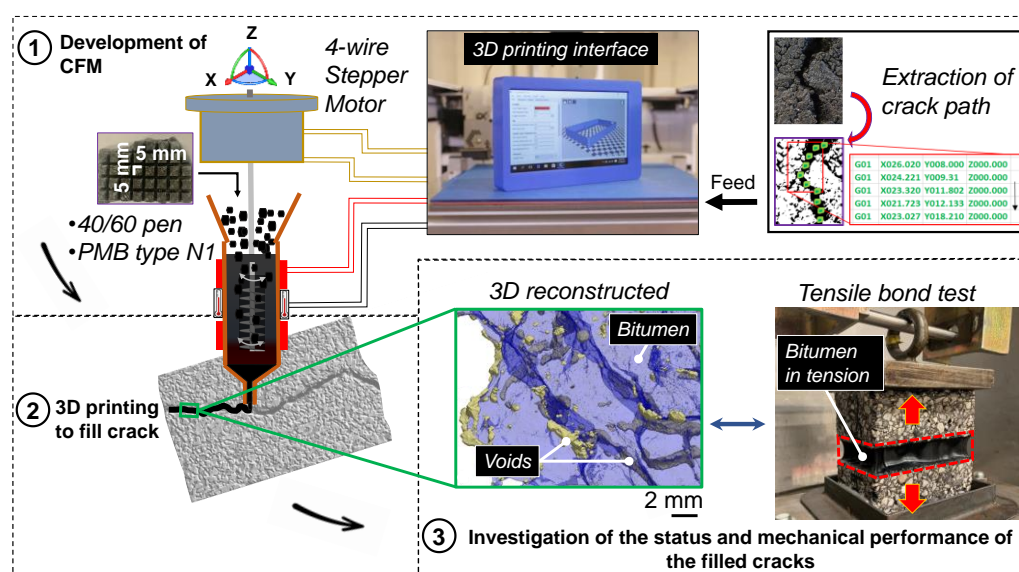 1
Development of
CFM
Z
X
Y
4-wire
Stepper
Motor
5 mm
5 mm
•40/60 pen
•PMB type N1
3D printing interface
Extraction of
crack path
G01 X026.020 Y008.000 Z000.000
G01 X024.221 Y009.31 Z000.000
G01 X023.320 Y011.802 Z000.000
G01 X021.723 Y012.133 Z000.000
G01 X023.027 Y018.210 Z000.000
Feed
2
3D printing
to fill crack
3D reconstructed
Bitumen
Voids
2 mm
Tensile bond test
Bitumen
in tension
3
Investigation of the status and mechanical performance of
the filled cracks